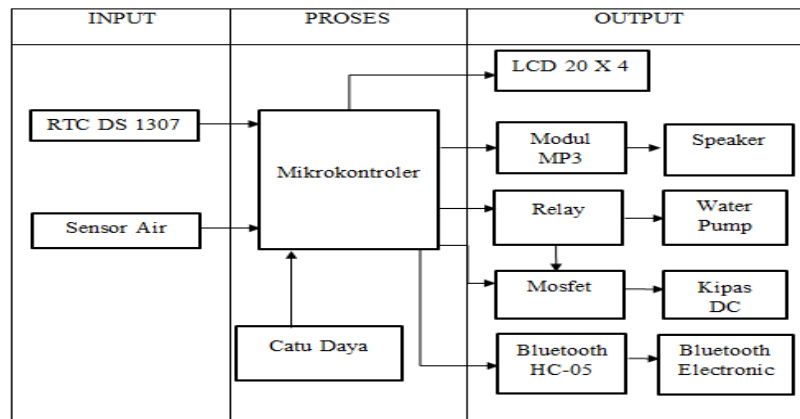 INPUT
PROSES
OUTPUT
LCD 20 X 4
RTC DS 1307
Mikrokontroler
Modul
MP3
Speaker
Sensor Air
Relay
Water
Pump
Mosfet
Kipas
DC
Catu Daya
Bluetooth
HC-05
Bluetooth
Electronic